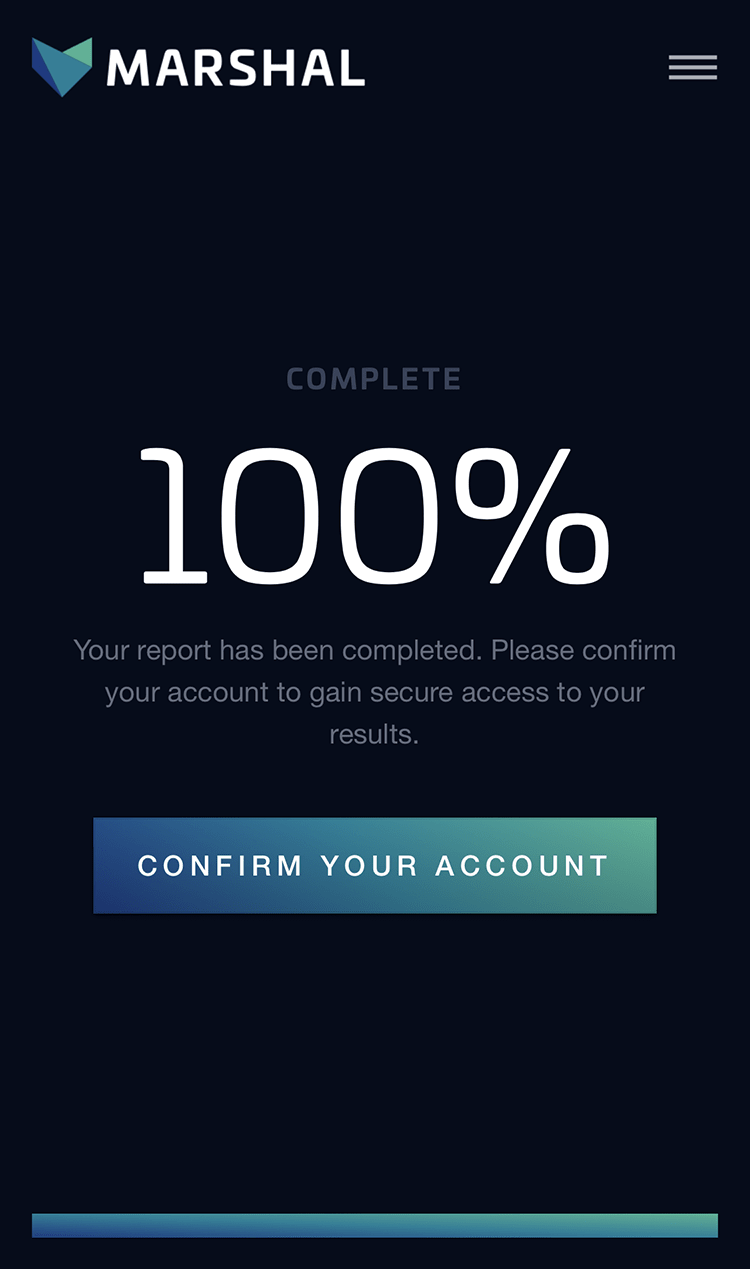 MARSHAL
COMPLETE
100%
Your report has been completed. Please confirm
your account to gain secure access to your
results.
CONFIRM YOUR ACCOUNT